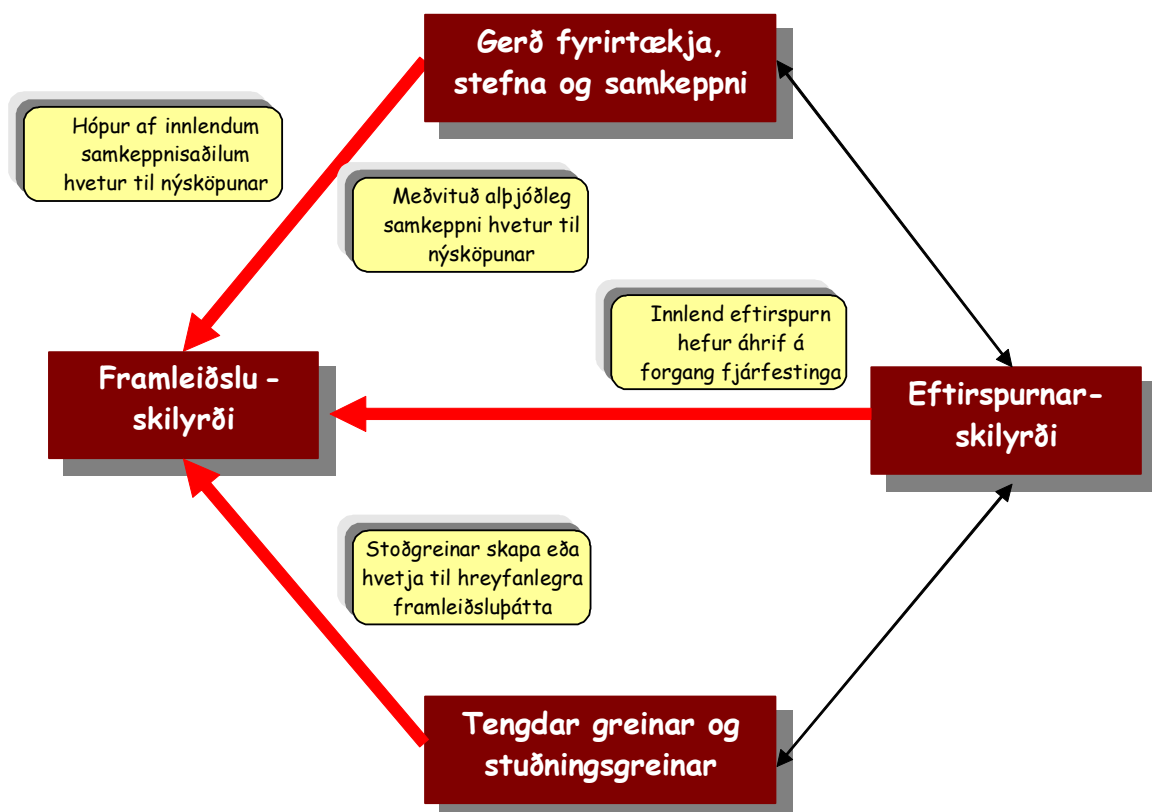 Gerð fyrirtækja,
stefna og samkeppni
Hópur af innlendum
samkeppnisaðilum
hvetur til nýsköpunar
Meðvituð alþjóðleg
samkeppni hvetur til
nýsköpunar
Innlend eftirspurn
hefur áhrif á
forgang fjárfestinga
Framleiðslu -
skilyrði
Eftirspurnar-
skilyrði
Stoðgreinar skapa eða
hvetja til hreyfanlegra
framleiðsluþátta
Tengdar greinar og
stuðningsgreinar